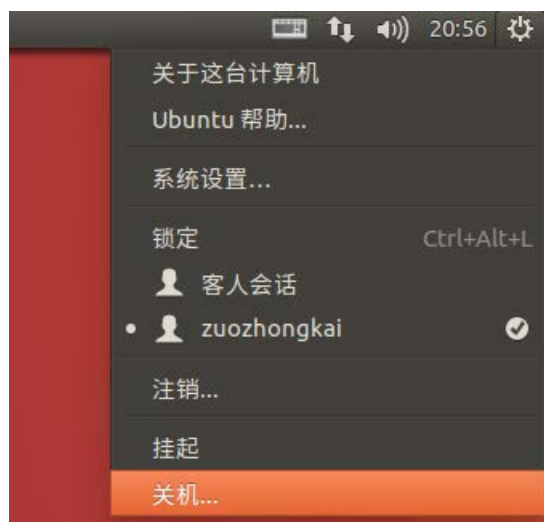 20:56
关于这台计算机
Ubuntu 帮助...
系统设置...
锁定 Ctrl+Alt+L
客人会话
zuozhongkai
注销...
挂起
关机...